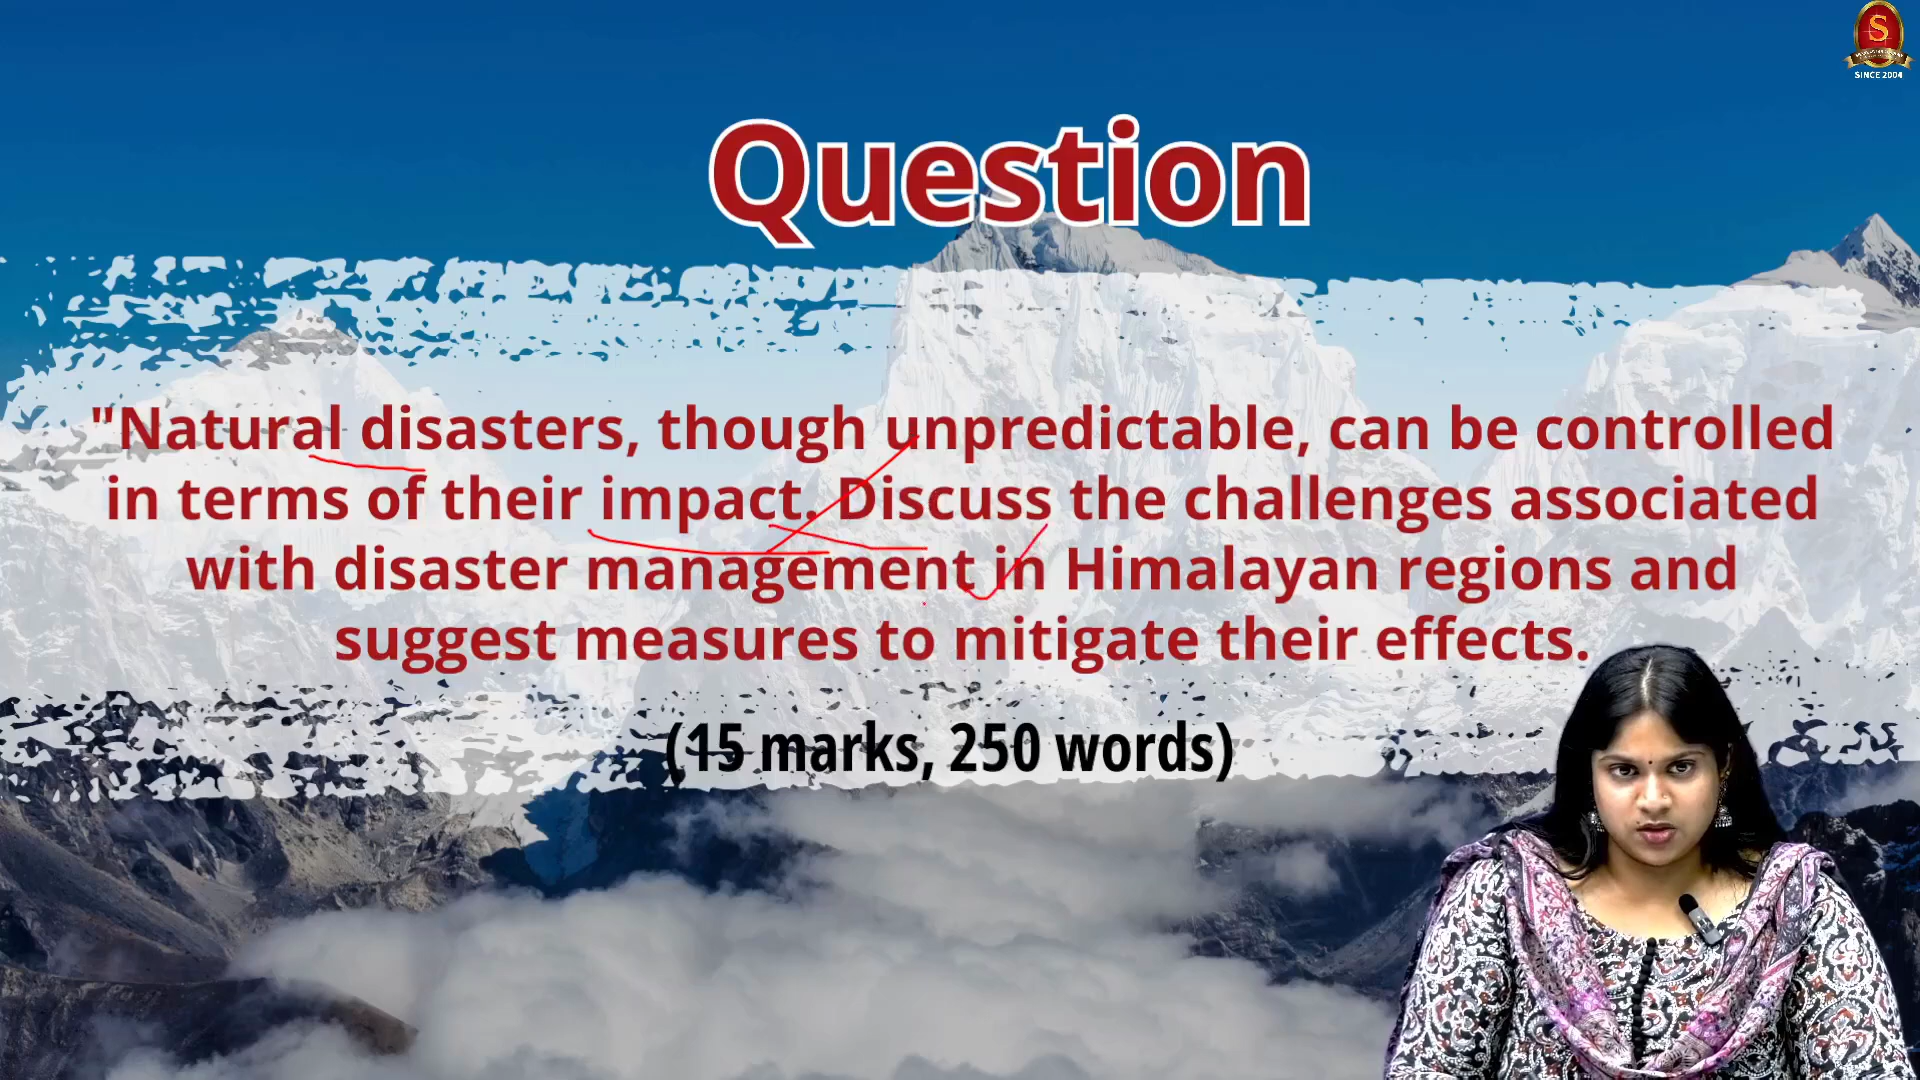 S
SINCE 2004
Question
"Natural disasters, though unpredictable, can be controlled
in terms of their impact. Discuss the challenges associated
with disaster management in Himalayan regions and
suggest measures to mitigate their effects.
(15 marks, 250 words)